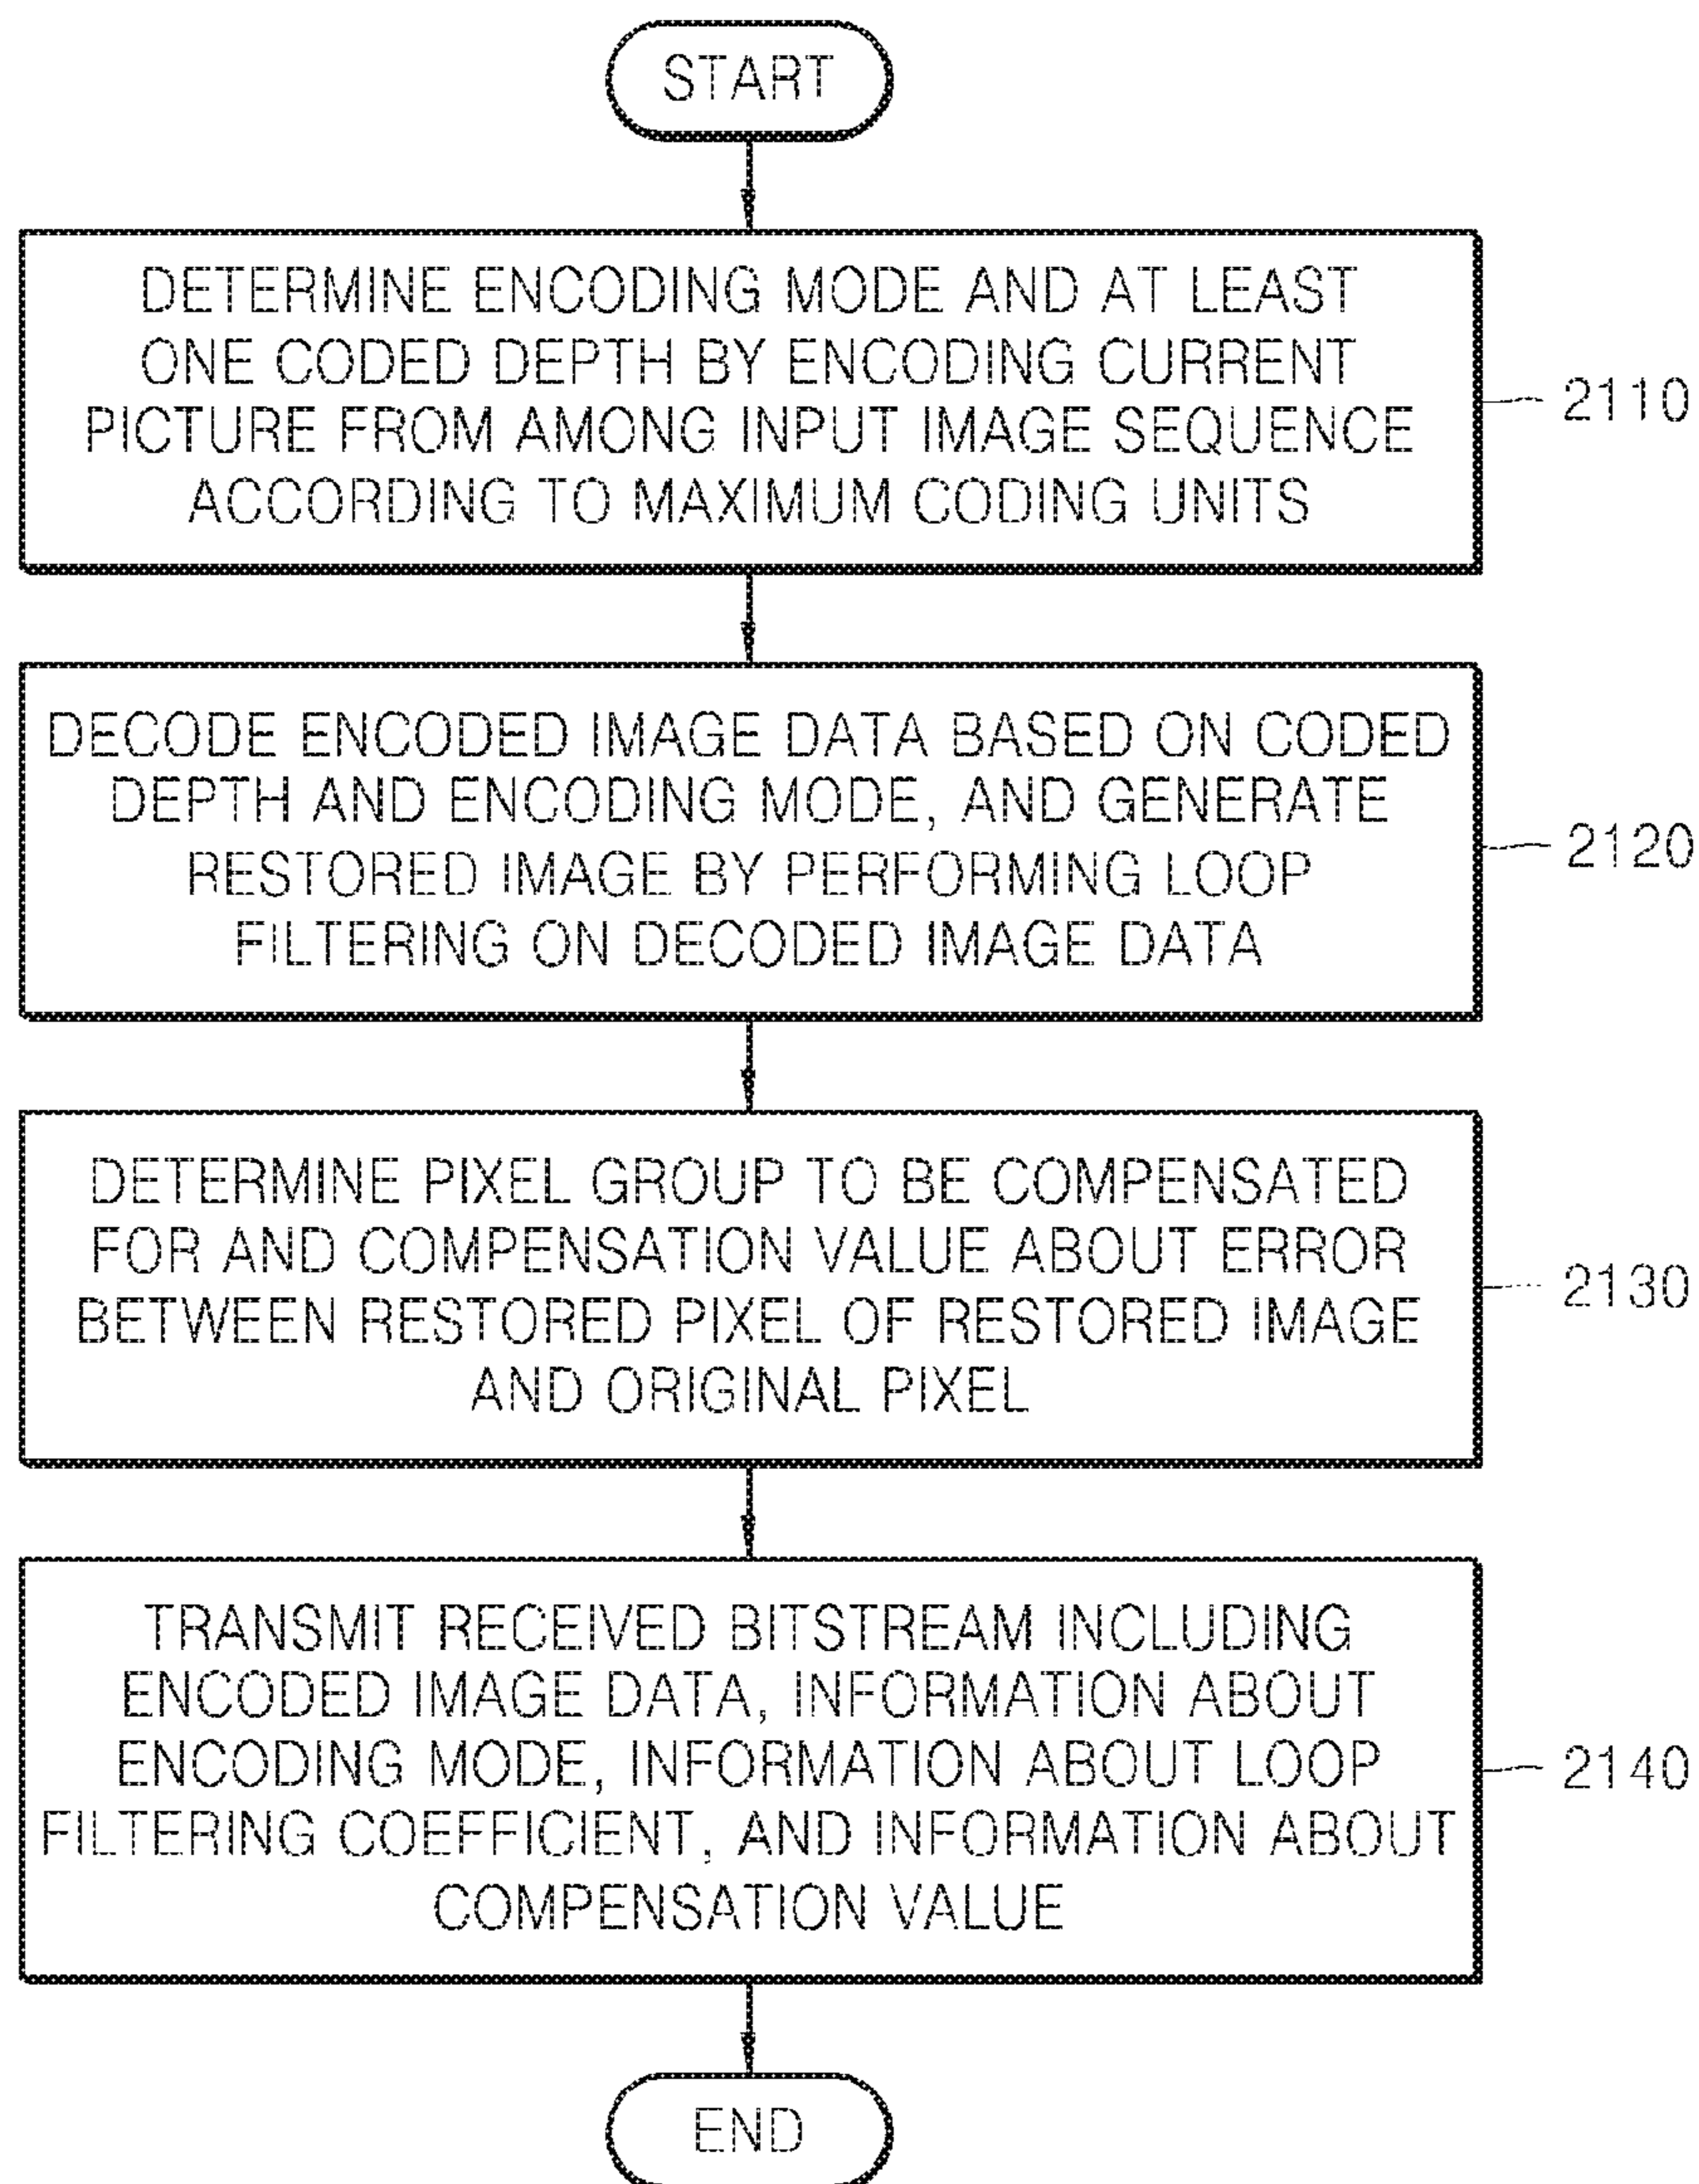 START
DETERMINE ENCODING MODE AND AT LEAST
ONE CODED DEPTH BY ENCODING CURRENT
PICTURE FROM AMONG INPUT IMAGE SEQUENCE
ACCORDING TO MAXIMUM CODING UNITS
2110
DECODE ENCODED IMAGE DATA BASED ON CODED
DEPTH AND ENCODING MODE, AND GENERATE
RESTORED IMAGE BY PERFORMING LOOP
FILTERING ON DECODED IMAGE DATA
2120
DETERMINE PIXEL GROUP TO BE COMPENSATED
FOR AND COMPENSATION VALUE ABOUT ERROR
BETWEEN RESTORED PIXEL OF RESTORED IMAGE
AND ORIGINAL PIXEL
2130
TRANSMIT RECEIVED BITSTREAM INCLUDING
ENCODED IMAGE DATA, INFORMATION ABOUT
ENCODING MODE, INFORMATION ABOUT LOOP
FILTERING COEFFICIENT, AND INFORMATION ABOUT
COMPENSATION VALUE
2140
END